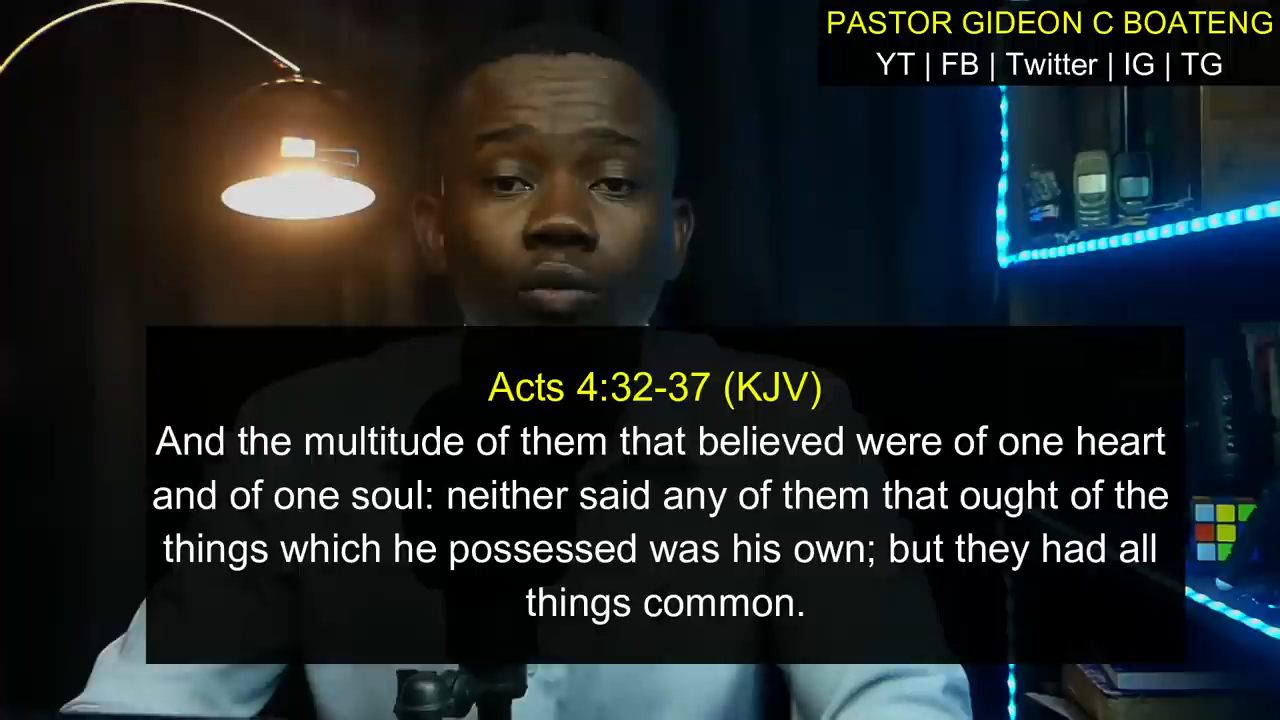 PASTOR GIDEON C BOATENG
YT | FB | Twitter | IG | TG
Acts 4:32-37 (KJV)
And the multitude of them that believed were of one heart
and of one soul: neither said any of them that ought of the
things which he possessed was his own; but they had all
things common.